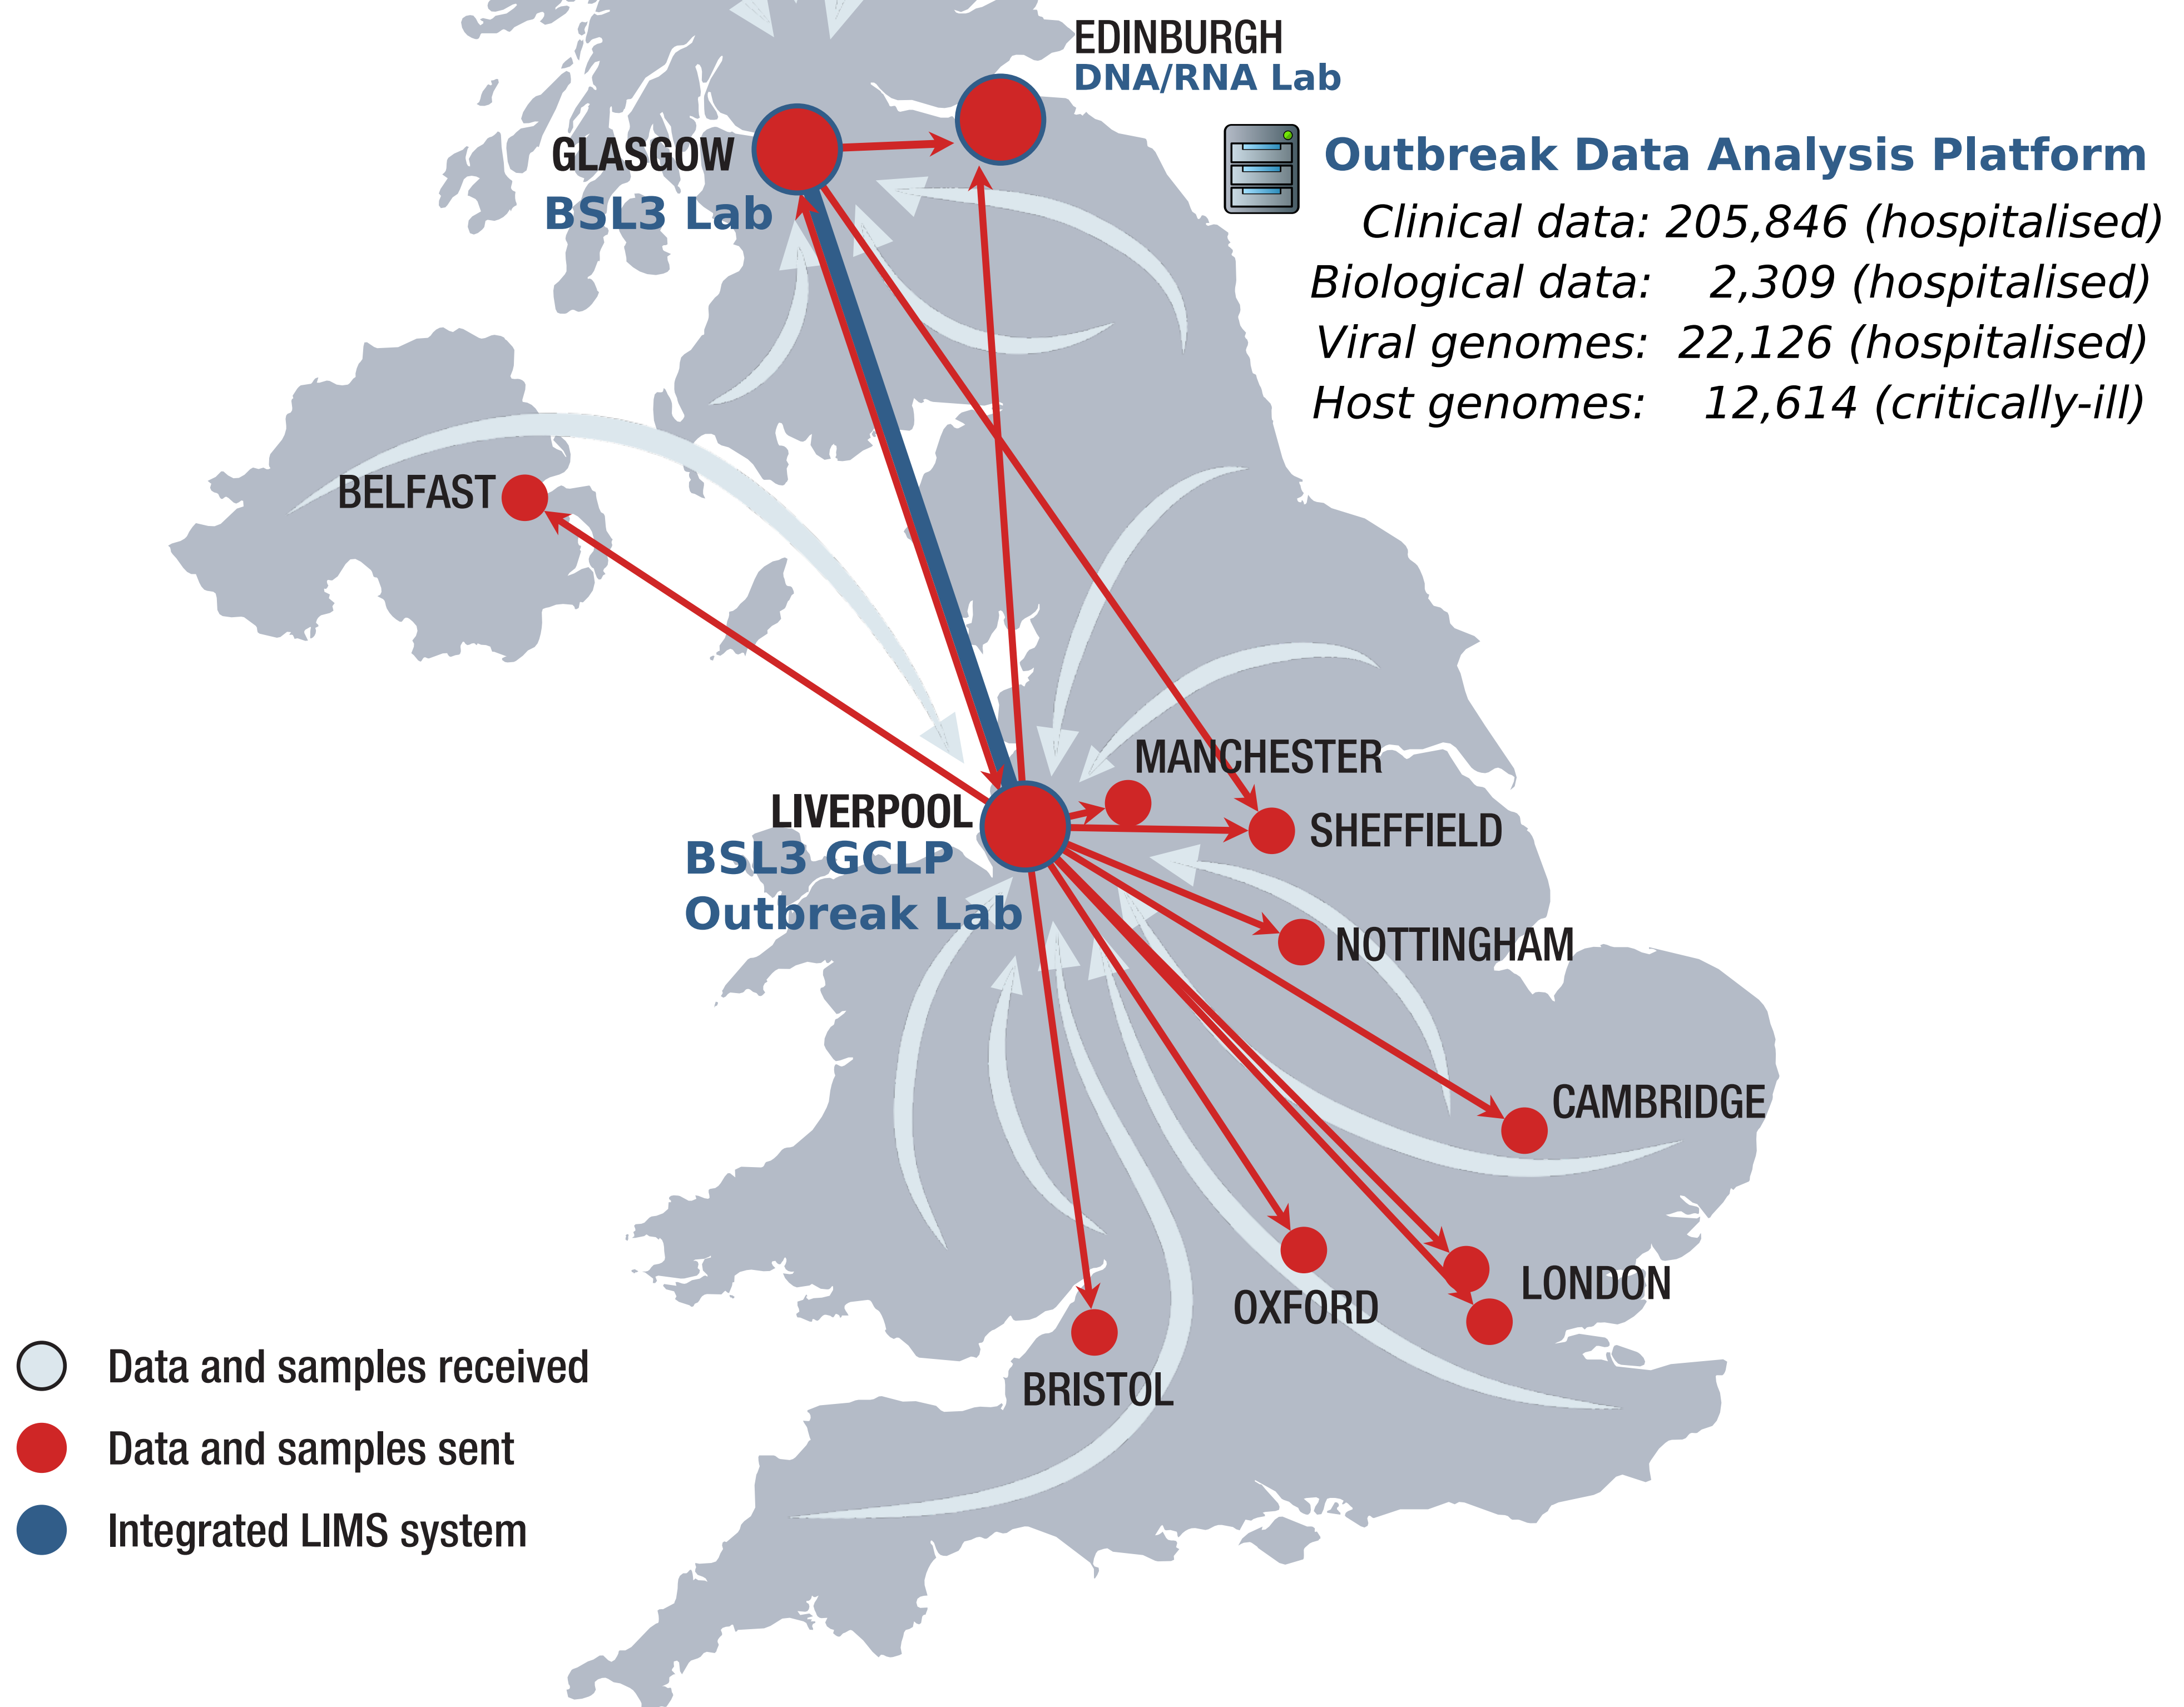 EDINBURGH
DNA/RNA Lab
GLASGOW
BSL3 Lab
Outbreak Data Analysis Platform
Clinical data: 205,846 (hospitalised)
Biological data: 2,309 (hospitalised)
Viral genomes: 22,126 (hospitalised)
Host genomes: 12,614 (critically-ill)
BELFAST
MANCHESTER
LIVERPOOL
BSL3 GCLP
Outbreak Lab
SHEFFIELD
NOTTINGHAM
CAMBRIDGE
LONDON
OXFORD
BRISTOL
Data and samples received
Data and samples sent
Integrated LIMS system